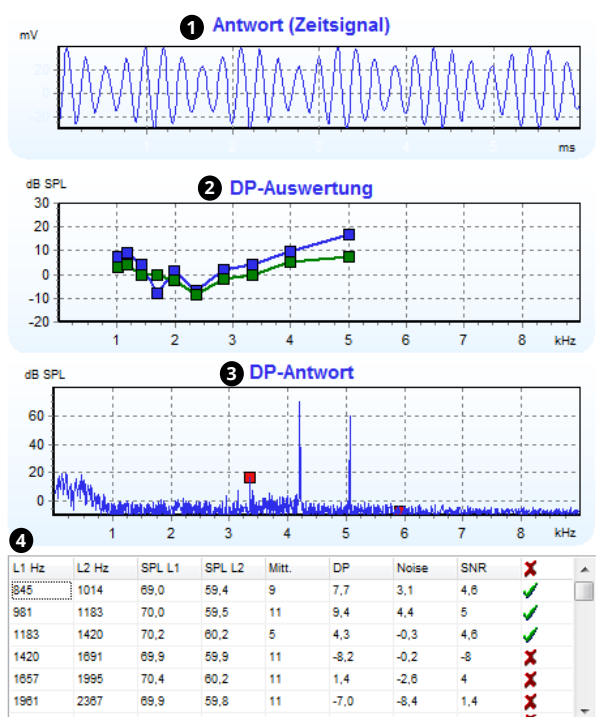 1 Antwort (Zeitsignal)
mV
20
0
-20
1 2 3 4 5
ms
dB SPL
2 DP-Auswertung
30
20
10
0
-10
-20
1 2 3 4 5 6 7 8 kHz
dB SPL
3 DP-Antwort
60
40
20
0
1 2 3 4 5 6 7 8 kHz
4
L1 Hz L2 Hz SPL L1 SPL L2 Mitt. DP Noise SNR
845 1014 69,0 59,4 9 7,7 3,1 4,6
981 1183 70,0 59,5 11 9,4 4,4 5
1183 1420 70,2 60,2 5 4,3 -0,3 4,6
1420 1691 69,9 59,9 11 -8,2 -0,2 -8
1657 1995 70,4 60,2 11 1,4 -2,6 4
1961 2367 69,9 59,8 11 -7,0 -8,4 1,4